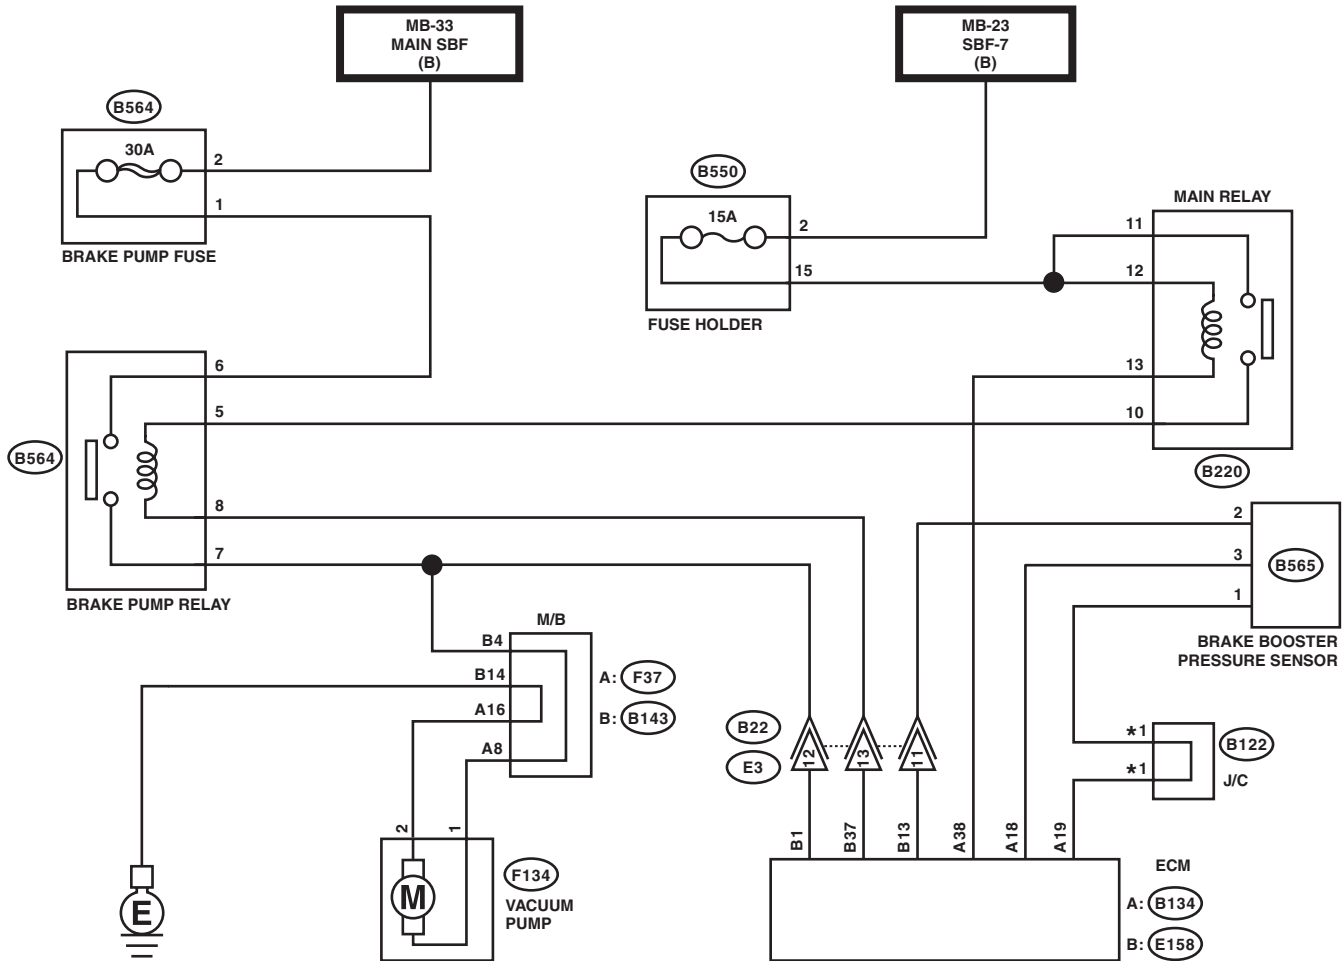 MB-33
MAIN SBF
(B)
MB-23
SBF-7
(B)
B564
30A
2
1
BRAKE PUMP FUSE
B550
15A
2
15
FUSE HOLDER
MAIN RELAY
11
12
13
10
B220
6
5
B564
8
7
BRAKE PUMP RELAY
2
3
1
B565
BRAKE BOOSTER
PRESSURE SENSOR
M/B
B4
B14
A16
A8
A: F37
B: B143
B22
E3
12
13
11
*1
*1
B122
J/C
2
1
M
F134
VACUUM
PUMP
E
B1
B37
B13
A38
A18
A19
ECM
A: B134
B: E158